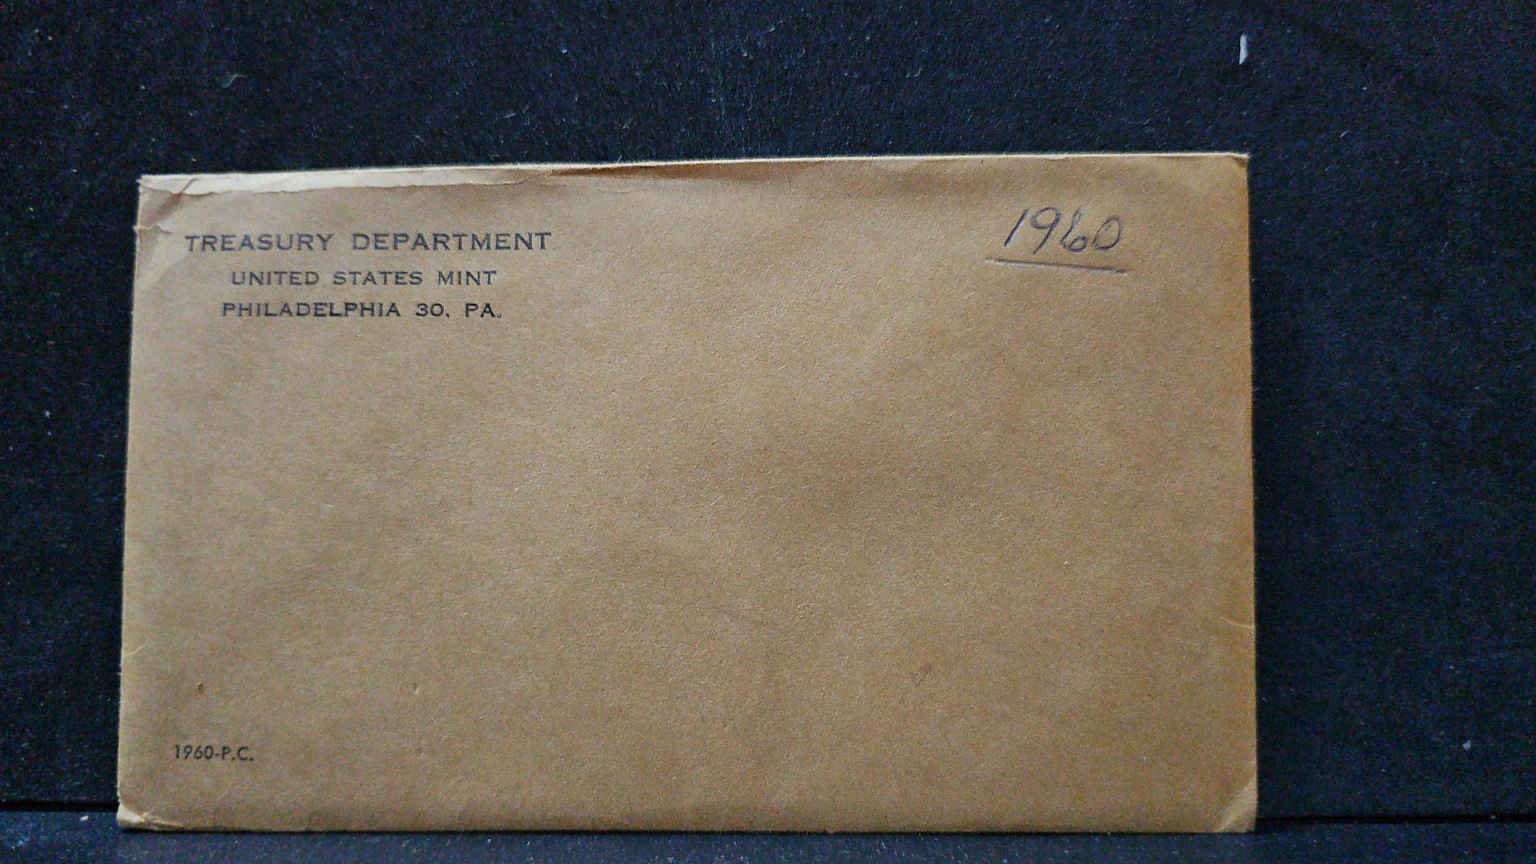 TREASURY DEPARTMENT
UNITED STATES MINT
PHILADELPHIA 30, PA.
1960
1960-P.C.